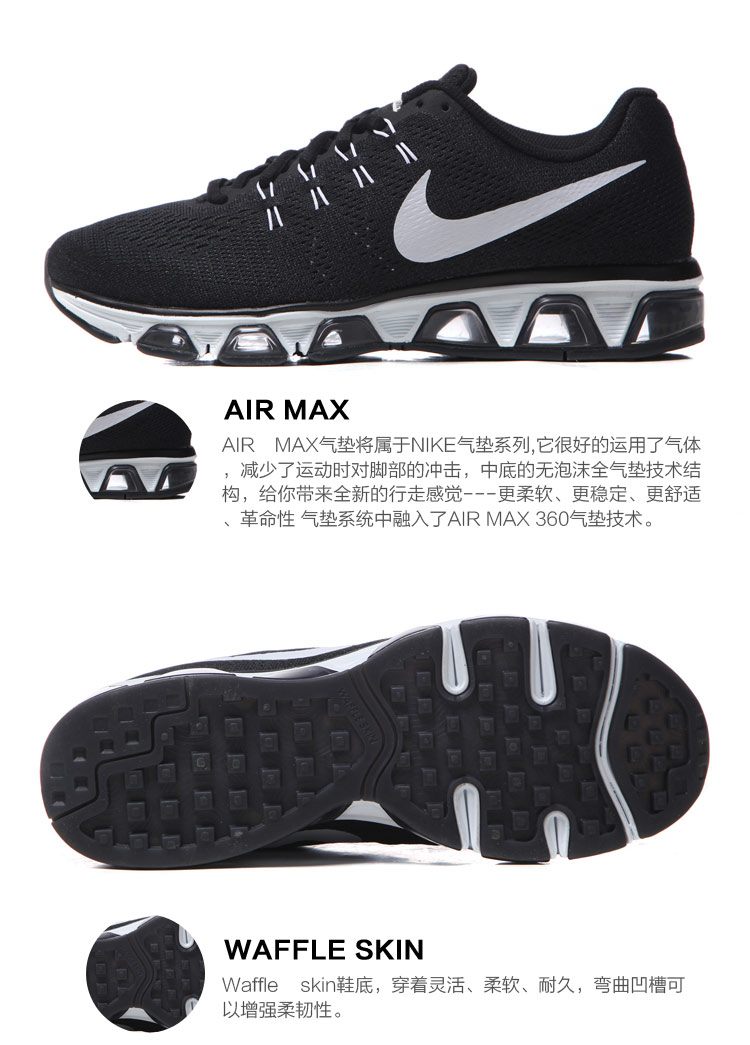 AIR MAX
AIR MAX气垫将属于NIKE气垫系列,它很好的运用了气体
，减少了运动时对脚部的冲击，中底的无泡沫全气垫技术结
构，给你带来全新的行走感觉---更柔软、更稳定、更舒适
、革命性 气垫系统中融入了AIR MAX 360气垫技术。
WAFFLE SKIN
Waffle skin鞋底，穿着灵活、柔软、耐久，弯曲凹槽可
以增强柔韧性。